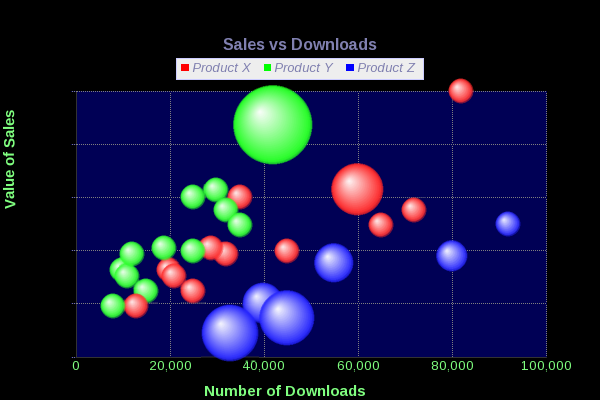 Sales vs Downloads
Product X Product Y Product Z
Value of Sales
0 20,000 40,000 60,000 80,000 100,000
Number of Downloads